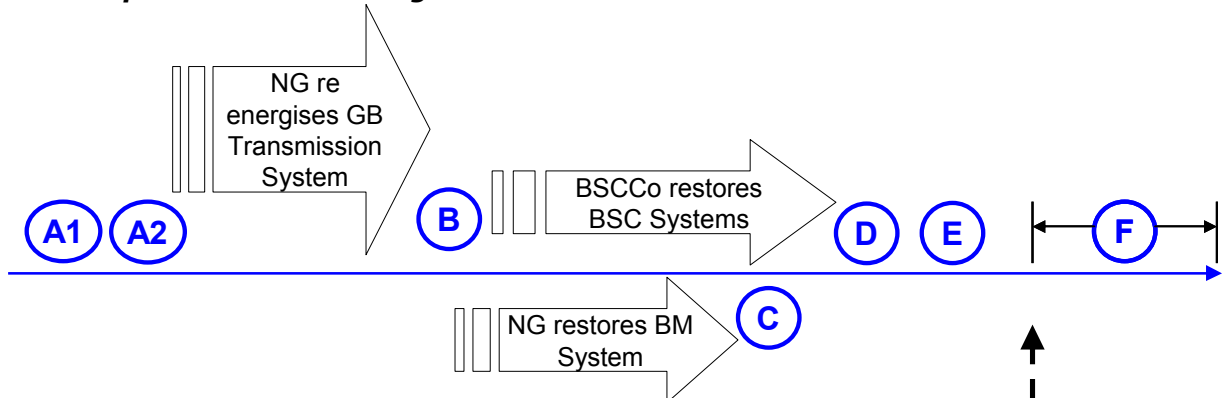 NG re
energises GB
Transmission
System
A1
A2
B
BSCCo restores
BSC Systems
D
E
F
NG restores BM
System
C